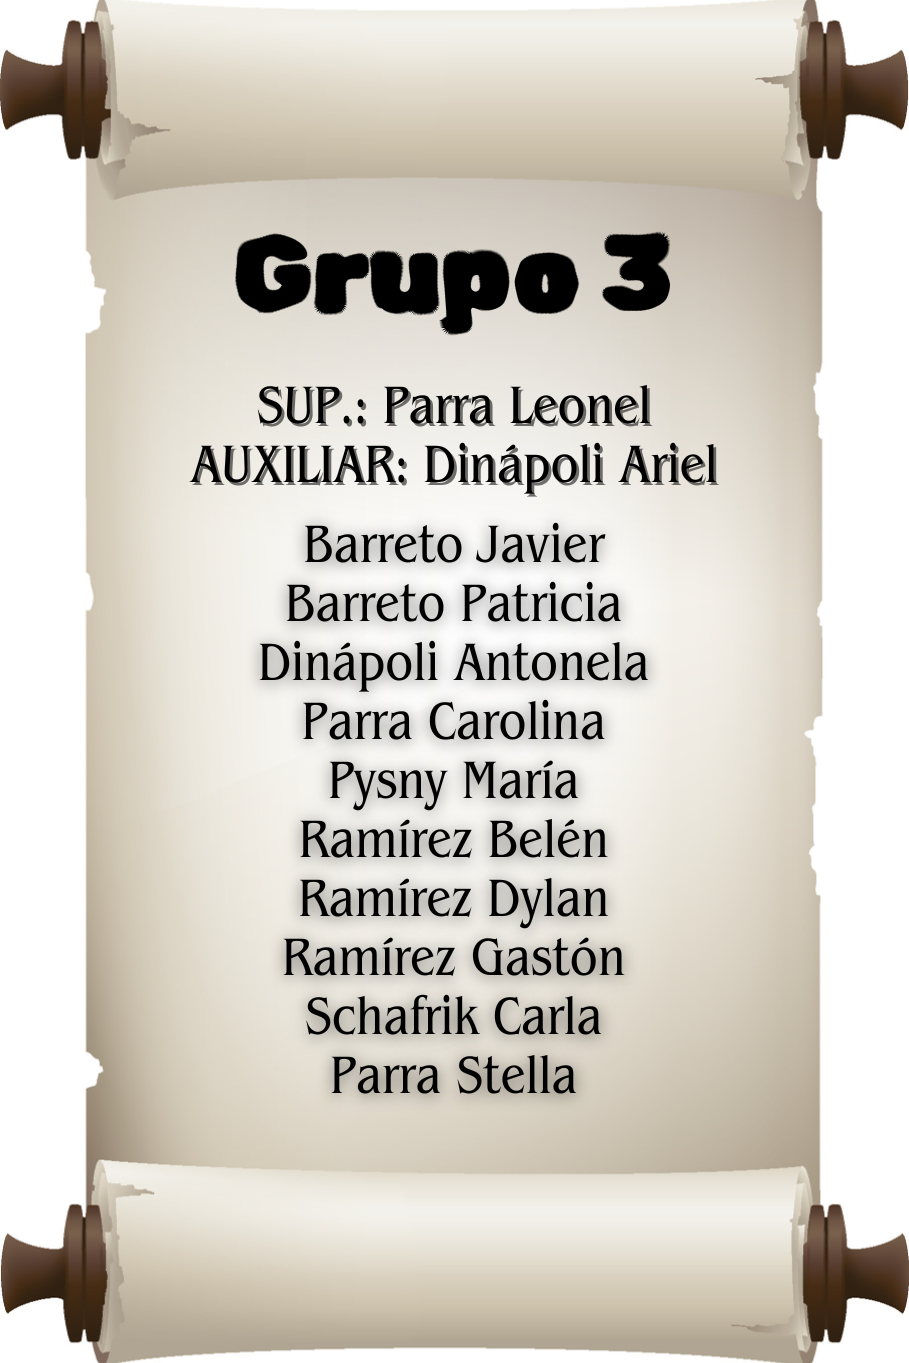 Grupo 3
SUP.: Parra Leonel
AUXILIAR: Dinápoli Ariel
Barreto Javier
Barreto Patricia
Dinápoli Antonela
Parra Carolina
Pysny María
Ramírez Belén
Ramírez Dylan
Ramírez Gastón
Schafrik Carla
Parra Stella